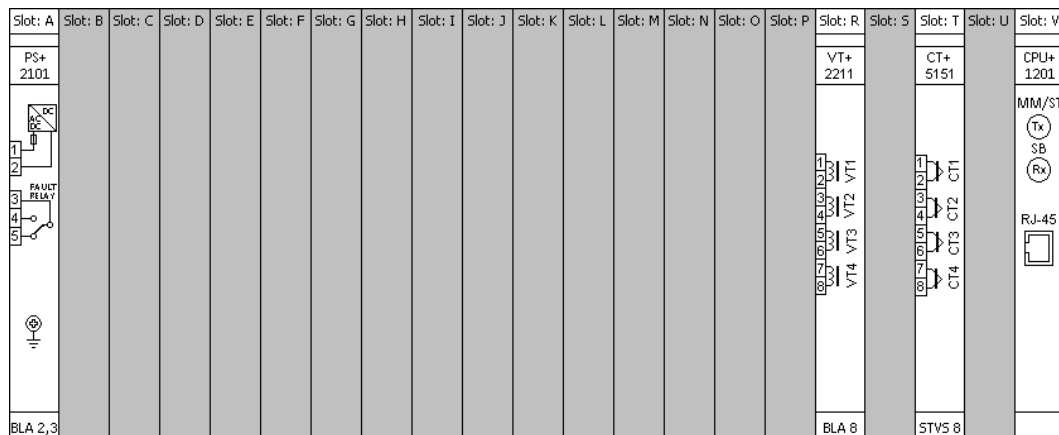 Slot: A Slot: B Slot: C Slot: D Slot: E Slot: F Slot: G Slot: H Slot: I Slot: J Slot: K Slot: L Slot: M Slot: N Slot: O Slot: P Slot: R Slot: S Slot: T Slot: U Slot: V
PS+
2101
AC DC
DC
1
2
FAULT
RELAY
3
4
5
BLA 2,3
VT+
2211
1
2
VT1
3
4
VT2
5
6
VT3
7
8
VT4
BLA 8
CT+
5151
1
2
CT1
3
4
CT2
5
6
CT3
7
8
CT4
STVS 8
CPU+
1201
MM/ST
Tx
SB
Rx
RJ-45